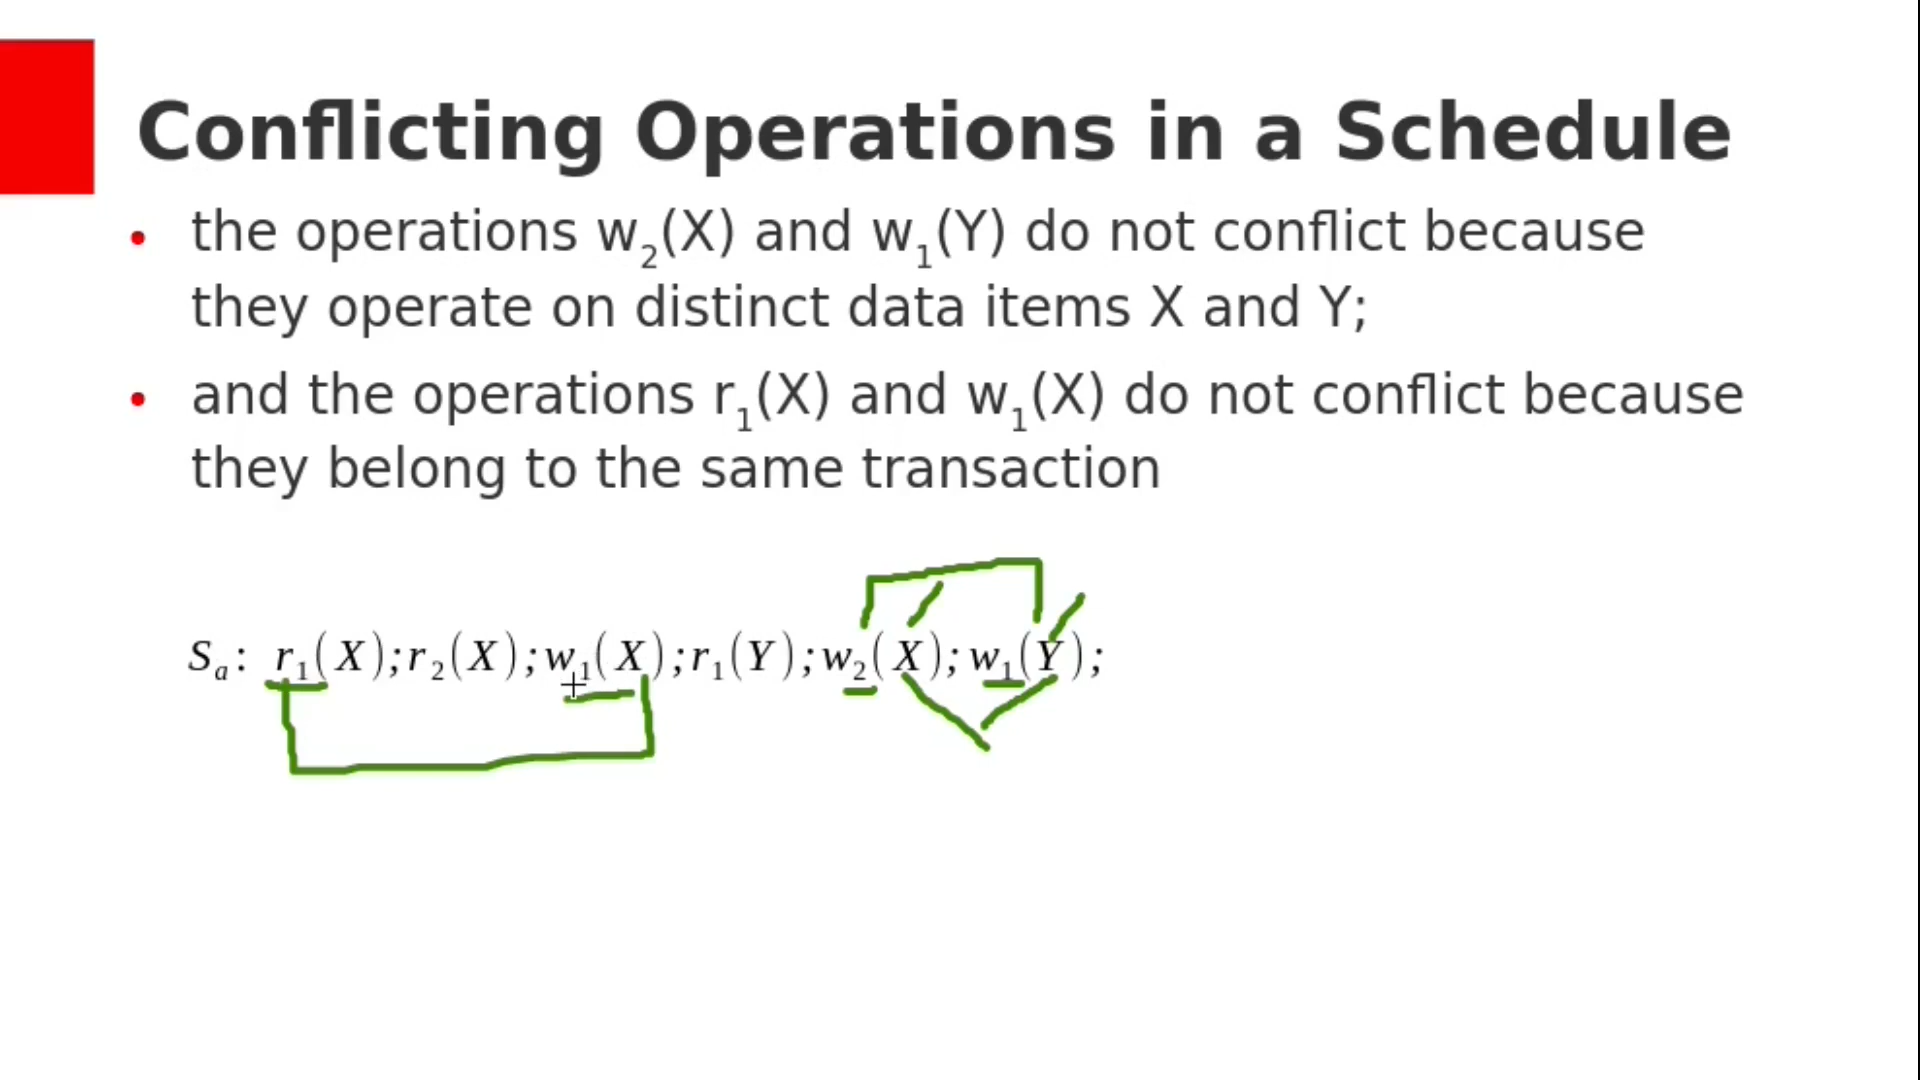 Conflicting Operations in a Schedule
• the operations w₂(X) and w₁(Y) do not conflict because
they operate on distinct data items X and Y;
• and the operations r₁(X) and w₁(X) do not conflict because
they belong to the same transaction
Sₐ: r₁(X);r₂(X);w₁(X);r₁(Y);w₂(X);w₁(Y);